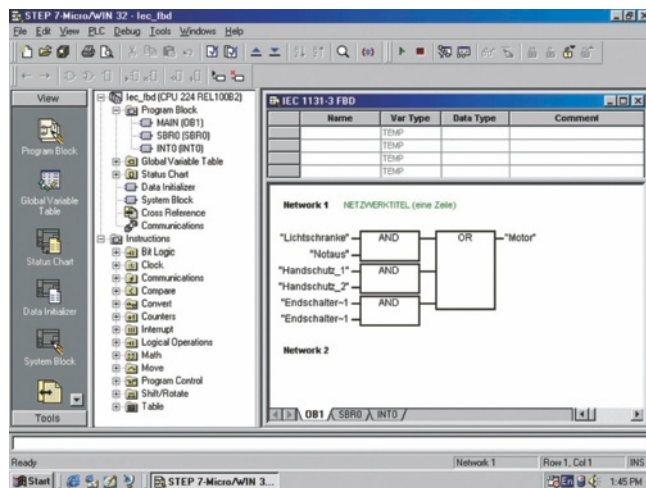 STEP 7-Micro/WIN 32 - Iec_fbd
File Edit View PLC Debug Tools Windows Help
View
Program Block
Global Variable Table
Status Chart
Data Initializer
System Block
Tools
Iec_fbd (CPU 224 REL100B2)
Program Block
MAIN (OB1)
SBR0 (SBR0)
INT0 (INT0)
Global Variable Table
Status Chart
Data Initializer
System Block
Cross Reference
Communications
Instructions
Bit Logic
Clock
Communications
Compare
Convert
Counters
Interrupt
Logical Operations
Math
Move
Program Control
Shift/Rotate
Table
IEC 1131-3 FBD
Name Var Type Data Type Comment
TEMP
TEMP
TEMP
TEMP
Network 1 NETZWERKTITEL (eine Zeile)
"Lichtschranke" AND OR "Motor"
"Notaus"
"Handschutz_1" AND
"Handschutz_2"
"Endschalter~1 AND
"Endschalter~1
Network 2
OB1 SBR0 INT0
Ready Network 1 Row 1, Col 1 INS
Start STEP 7-Micro/WIN 3... En 1:45 PM